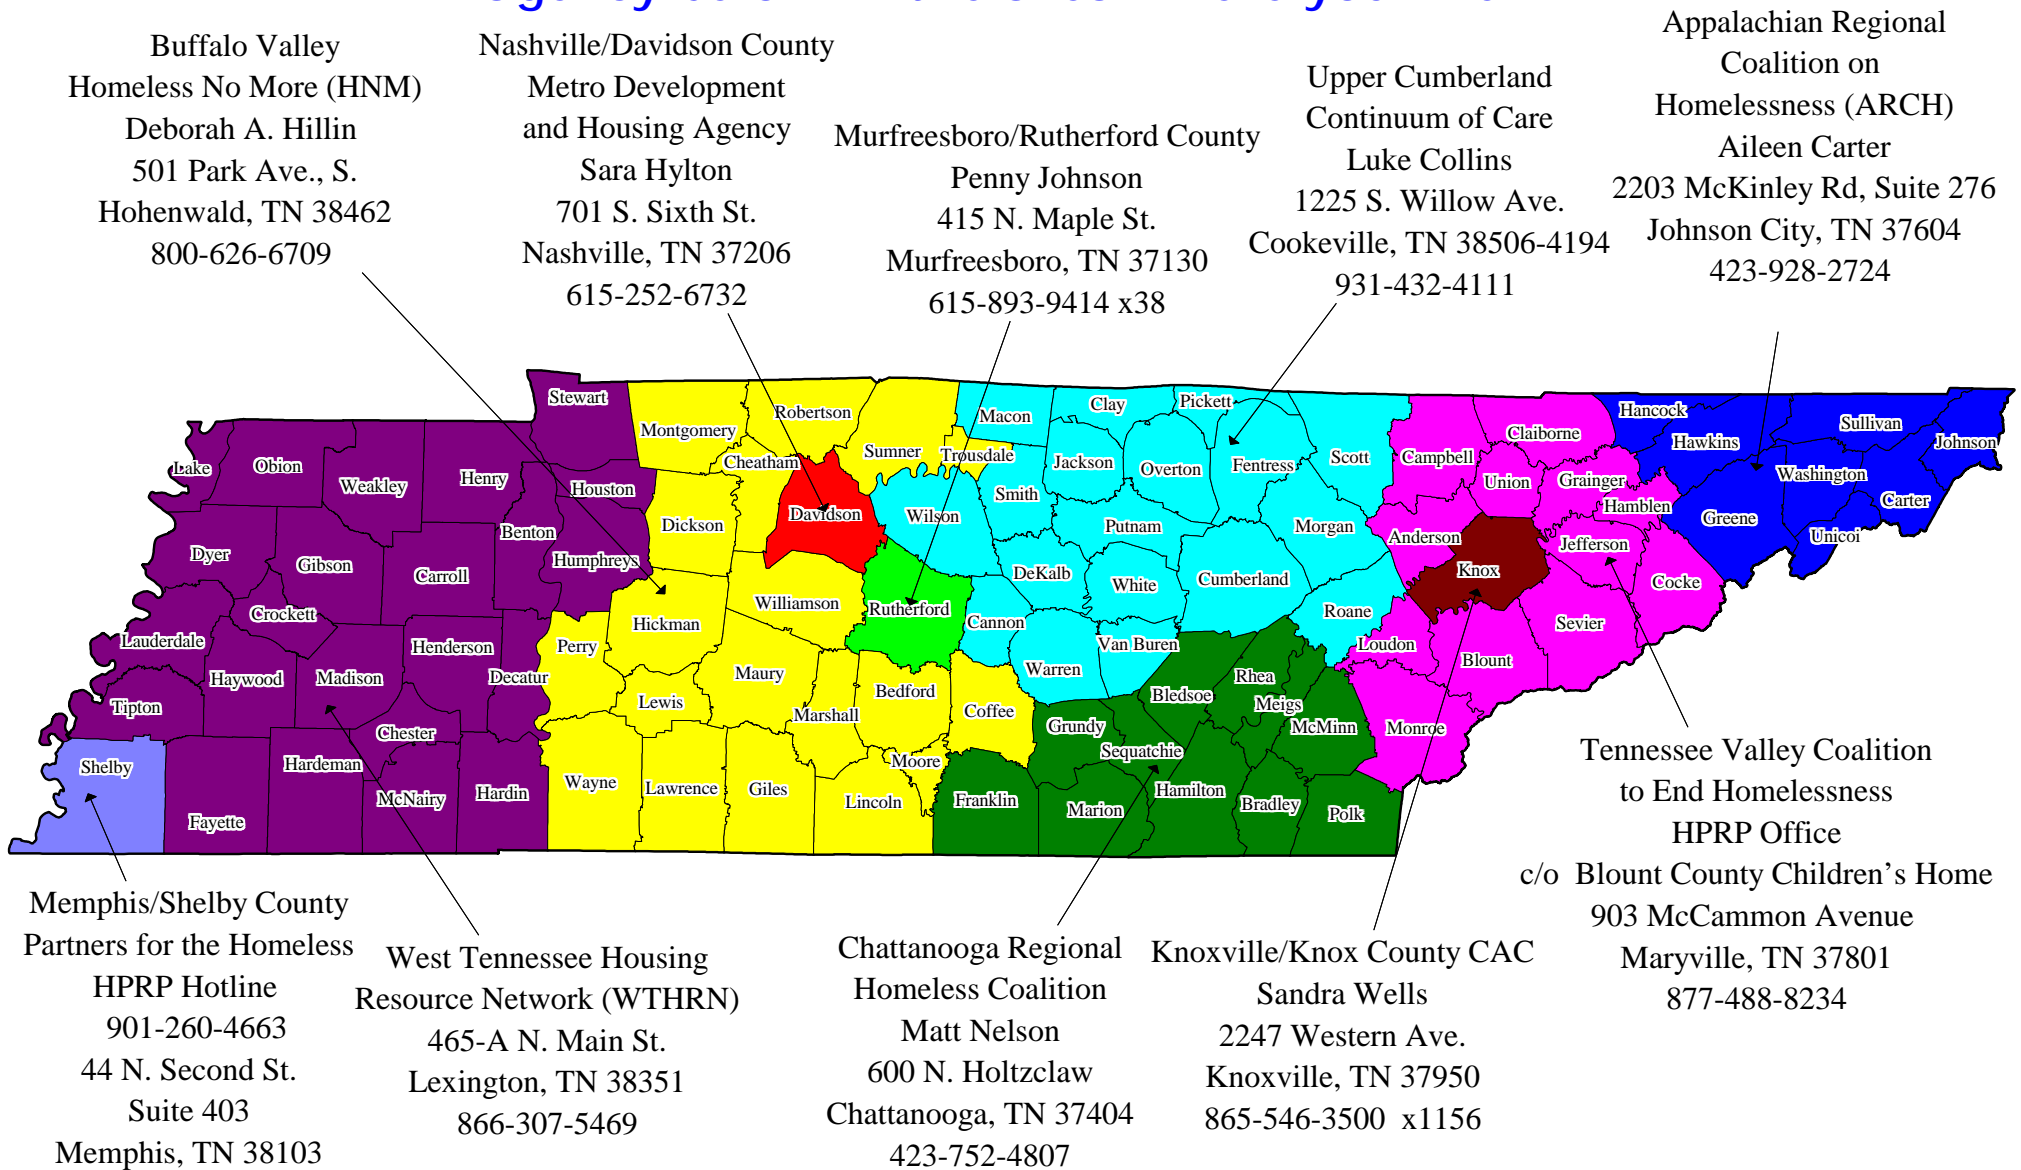 Buffalo Valley
Homeless No More (HNM)
Deborah A. Hillin
501 Park Ave., S.
Hohenwald, TN 38462
800-626-6709
Nashville/Davidson County
Metro Development
and Housing Agency
Sara Hylton
701 S. Sixth St.
Nashville, TN 37206
615-252-6732
Murfreesboro/Rutherford County
Penny Johnson
415 N. Maple St.
Murfreesboro, TN 37130
615-893-9414 x38
Upper Cumberland
Continuum of Care
Luke Collins
1225 S. Willow Ave.
Cookeville, TN 38506-4194
931-432-4111
Appalachian Regional
Coalition on
Homelessness (ARCH)
Aileen Carter
2203 McKinley Rd, Suite 276
Johnson City, TN 37604
423-928-2724
Lake
Obion
Weakley
Henry
Stewart
Houston
Benton
Humphreys
Dyer
Gibson
Carroll
Crockett
Lauderdale
Haywood
Madison
Henderson
Decatur
Tipton
Chester
Shelby
Fayette
Hardeman
McNairy
Hardin
Montgomery
Robertson
Sumner
Trousdale
Cheatham
Dickson
Davidson
Hickman
Williamson
Rutherford
Perry
Lewis
Maury
Marshall
Bedford
Coffee
Moore
Wayne
Lawrence
Giles
Lincoln
Macon
Clay
Pickett
Jackson
Overton
Fentress
Scott
Smith
Wilson
Putnam
Morgan
DeKalb
White
Cumberland
Roane
Cannon
Warren
Van Buren
Bledsoe
Rhea
Meigs
McMinn
Grundy
Sequatchie
Franklin
Marion
Hamilton
Bradley
Polk
Campbell
Claiborne
Union
Grainger
Hamblen
Anderson
Knox
Jefferson
Cocke
Sevier
Loudon
Blount
Monroe
Hancock
Hawkins
Sullivan
Johnson
Washington
Carter
Greene
Unicoi
Memphis/Shelby County
Partners for the Homeless
HPRP Hotline
901-260-4663
44 N. Second St.
Suite 403
Memphis, TN 38103
West Tennessee Housing
Resource Network (WTHRN)
465-A N. Main St.
Lexington, TN 38351
866-307-5469
Chattanooga Regional
Homeless Coalition
Matt Nelson
600 N. Holtzclaw
Chattanooga, TN 37404
423-752-4807
Knoxville/Knox County CAC
Sandra Wells
2247 Western Ave.
Knoxville, TN 37950
865-546-3500 x1156
Tennessee Valley Coalition
to End Homelessness
HPRP Office
c/o Blount County Children's Home
903 McCammon Avenue
Maryville, TN 37801
877-488-8234